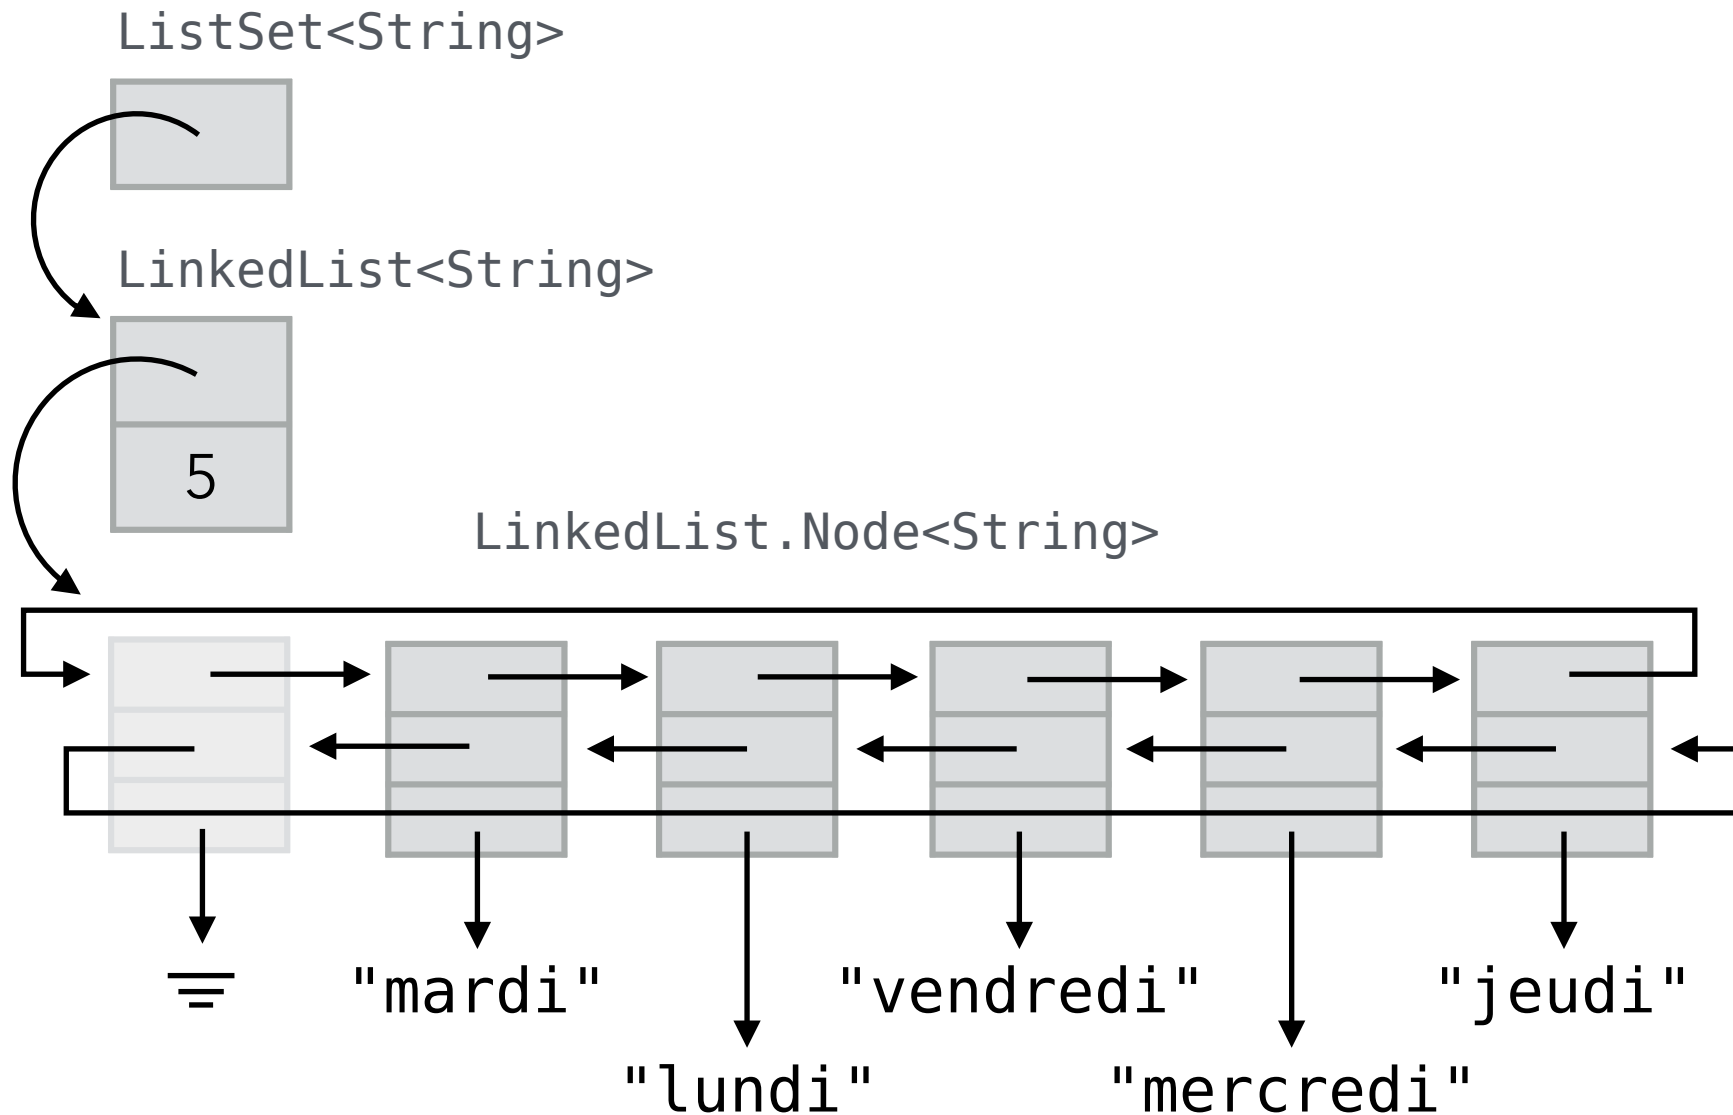 ListSet<String>
LinkedList<String>
5
LinkedList.Node<String>
"mardi" "vendredi" "jeudi"
"lundi" "mercredi"